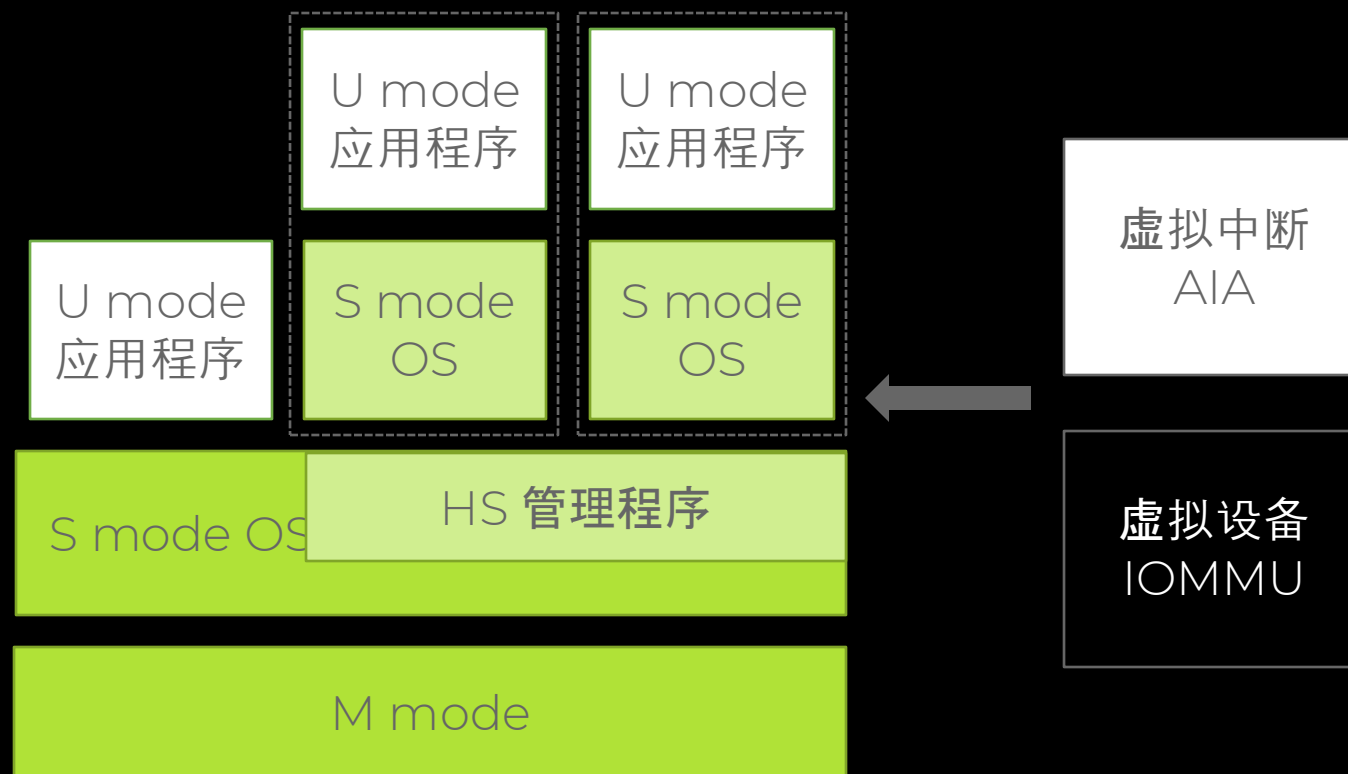 U mode
应用程序
U mode
应用程序
U mode
应用程序
S mode
OS
S mode
OS
S mode OS
HS 管理程序
M mode
虚拟中断
AIA
虚拟设备
IOMMU